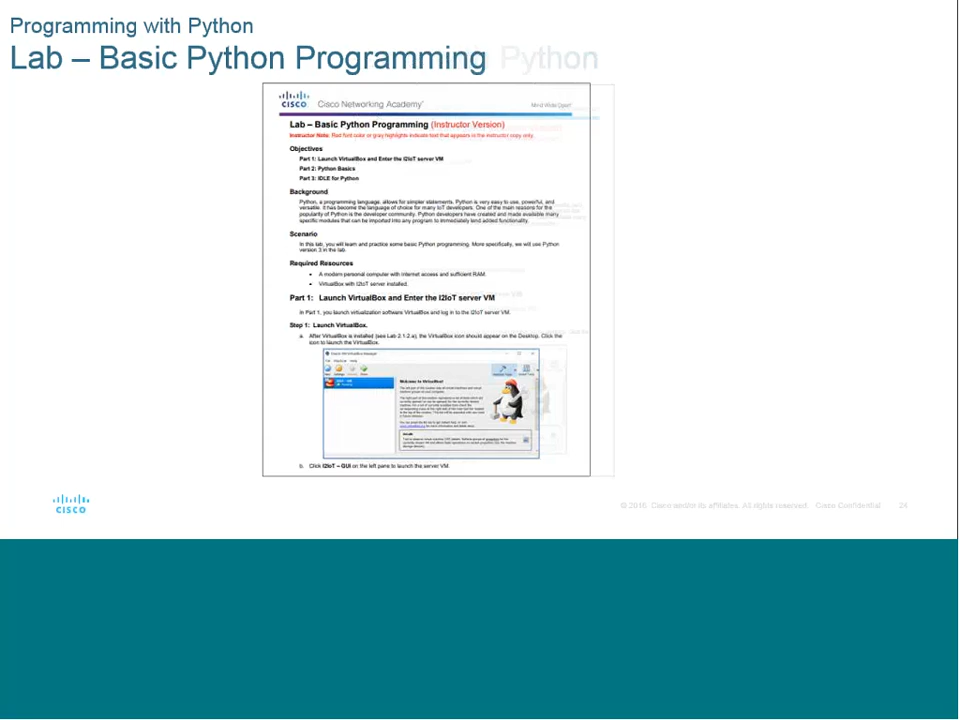 Programming with Python
Lab – Basic Python Programming
Python
CISCO Cisco Networking Academy® Mind Wide Open®
Lab – Basic Python Programming (Instructor Version)
Instructor Note: Red font color or gray highlights indicate text that appears in the instructor copy only.
Objectives
Part 1: Launch VirtualBox and Enter the I2IoT server VM
Part 2: Python Basics
Part 3: IDLE for Python
Background
Python, a programming language, allows for simpler statements. Python is very easy to use, powerful, and
versatile. It has become the language of choice for many IoT developers. One of the main reasons for the
popularity of Python is the developer community. Python developers have created and made available many
specific modules that can be imported into any program to immediately lend added functionality.
Scenario
In this lab, you will learn and practice some basic Python programming. More specifically, we will use Python
version 3 in the lab.
Required Resources
• A modern personal computer with internet access and sufficient RAM.
• VirtualBox with I2IoT server installed.
Part 1: Launch VirtualBox and Enter the I2IoT server VM
In Part 1, you launch virtualization software VirtualBox and log in to the I2IoT server VM.
Step 1: Launch VirtualBox.
a. After VirtualBox is installed (see Lab 2.1.2.a), the VirtualBox icon should appear on the Desktop. Click the
icon to launch the VirtualBox.
Welcome to VirtualBox!
b. Click I2IoT – GUI on the left pane to launch the server VM.
CISCO
© 2016 Cisco and/or its affiliates. All rights reserved. Cisco Confidential 24